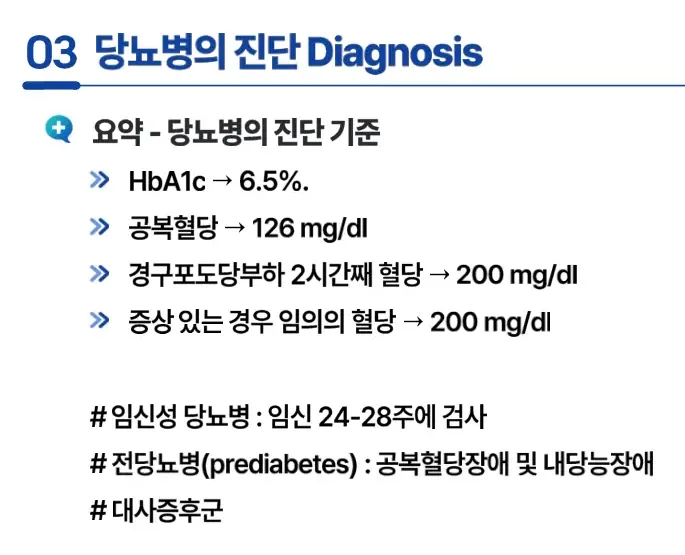 03 당뇨병의 진단 Diagnosis
요약 - 당뇨병의 진단 기준
HbA1c → 6.5%.
공복혈당 → 126 mg/dl
경구포도당부하 2시간째 혈당 → 200 mg/dl
증상 있는 경우 임의의 혈당 → 200 mg/dl
# 임신성 당뇨병 : 임신 24-28주에 검사
# 전당뇨병(prediabetes) : 공복혈당장애 및 내당능장애
# 대사증후군